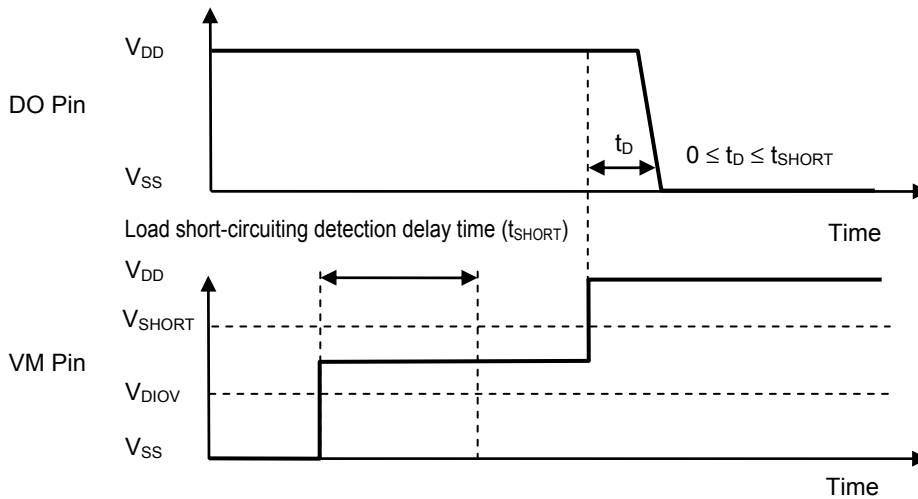 V_DD
DO Pin
t_D
0 ≤ t_D ≤ t_SHORT
V_SS
Load short-circuiting detection delay time (t_SHORT)
Time
V_DD
V_SHORT
VM Pin
V_DIOV
V_SS
Time